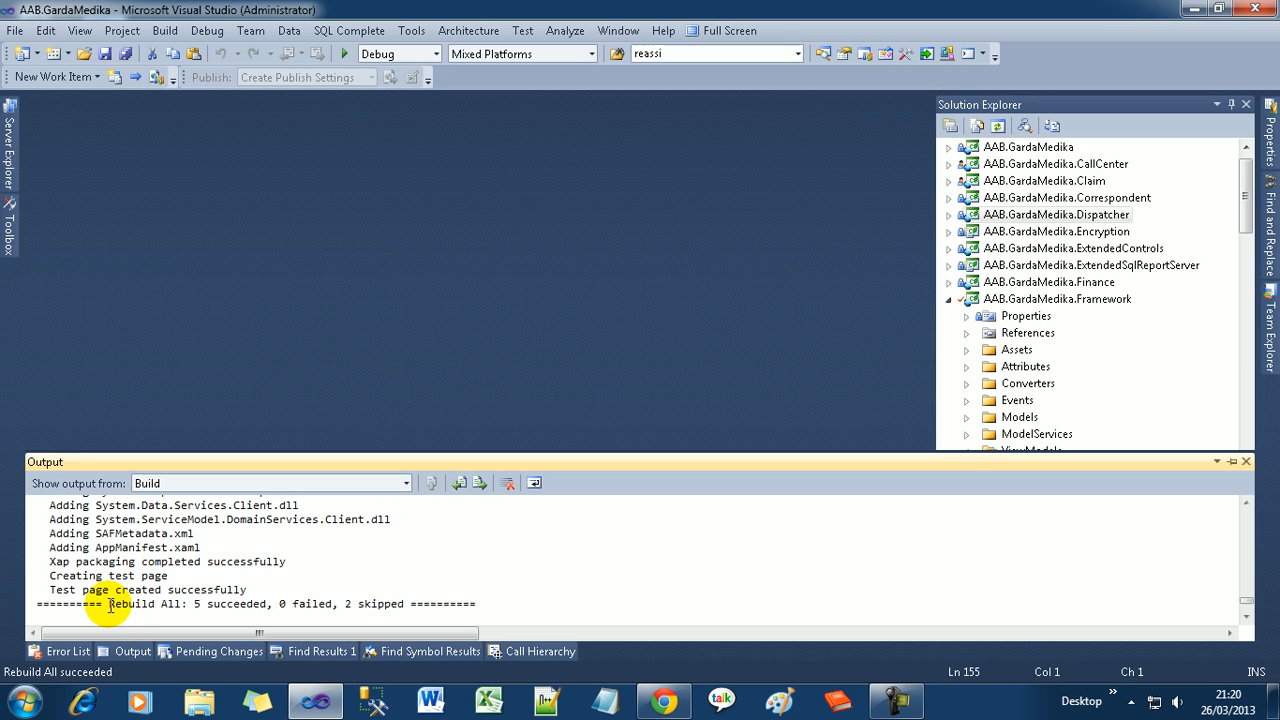 AAB.GardaMedika - Microsoft Visual Studio (Administrator)
File Edit View Project Build Debug Team Data SQL Complete Tools Architecture Test Analyze Window Help Full Screen
Debug Mixed Platforms reassi
New Work Item Publish: Create Publish Settings
Server Explorer
Toolbox
Solution Explorer
AAB.GardaMedika
AAB.GardaMedika.CallCenter
AAB.GardaMedika.Claim
AAB.GardaMedika.Correspondent
AAB.GardaMedika.Dispatcher
AAB.GardaMedika.Encryption
AAB.GardaMedika.ExtendedControls
AAB.GardaMedika.ExtendedSqlReportServer
AAB.GardaMedika.Finance
AAB.GardaMedika.Framework
Properties
References
Assets
Attributes
Converters
Events
Models
ModelServices
Properties
Find and Replace
Team Explorer
Output
Show output from: Build
Adding System.Data.Services.Client.dll
Adding System.ServiceModel.DomainServices.Client.dll
Adding SAFMetadata.xml
Adding AppManifest.xaml
Xap packaging completed successfully
Creating test page
Test page created successfully
========== Rebuild All: 5 succeeded, 0 failed, 2 skipped ==========
Error List Output Pending Changes Find Results 1 Find Symbol Results Call Hierarchy
Rebuild All succeeded Ln 155 Col 1 Ch 1 INS
talk
Desktop
21:20
26/03/2013